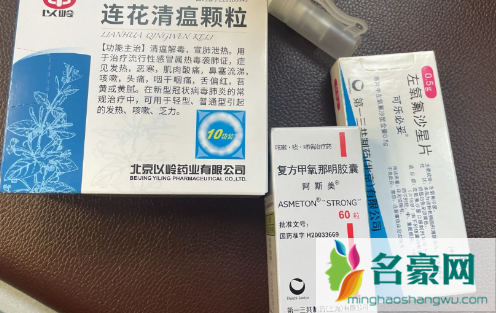 以岭
连花清瘟颗粒
LIANHUA QINGWEN KELI
【功能主治】清瘟解毒，宣肺泄热。用
于治疗流行性感冒属热毒袭肺证，症
见发热，恶寒，肌肉酸痛，鼻塞流涕，
咳嗽，头痛，咽干咽痛，舌偏红，苔
黄或黄腻。在新型冠状病毒肺炎的常
规治疗中，可用于轻型、普通型引起
的发热、咳嗽、乏力。
10袋装
北京以岭药业有限公司
BEIJING YILING PHARMACEUTICAL CO.,LTD.
0.5g
左氧氟沙星片
可乐必妥
复方甲氧那明胶囊
阿斯美
ASMETON STRONG
60粒
批准文号：
国药准字 H20033669
名豪网
minghaoshangwu.com